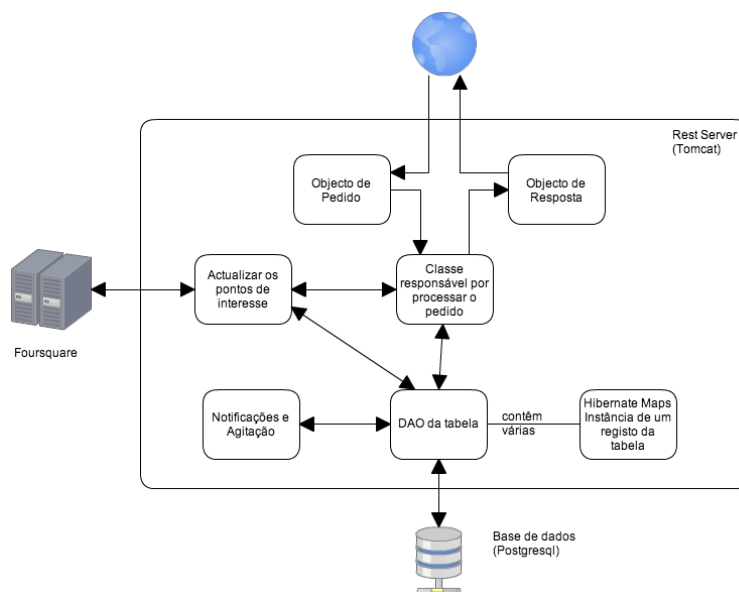 Rest Server
(Tomcat)
Objecto de
Pedido
Objecto de
Resposta
Actualizar os
pontos de
interesse
Classe
responsável por
processar o
pedido
Foursquare
Notificações e
Agitação
DAO da tabela
contêm
várias
Hibernate Maps
Instância de um
registo da
tabela
Base de dados
(Postgresql)